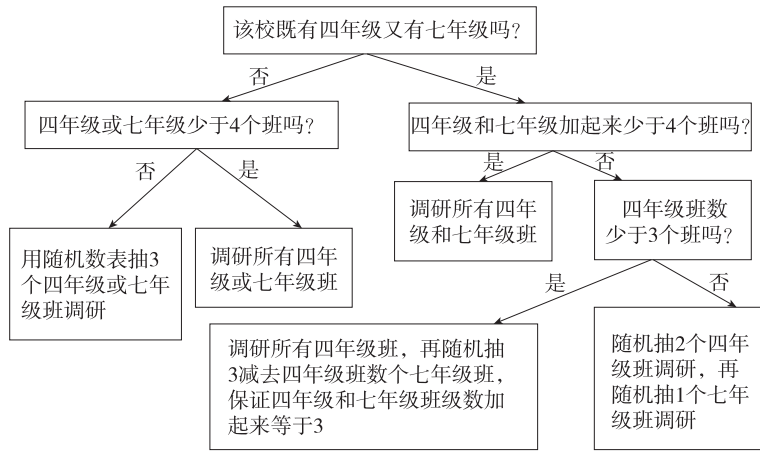 该校既有四年级又有七年级吗？
否
是
四年级或七年级少于4个班吗？
四年级和七年级加起来少于4个班吗？
否
是
是
否
用随机数表抽3
个四年级或七年
级班调研
调研所有四年
级或七年级班
调研所有四年
级和七年级班
四年级班数
少于3个班吗？
是
否
调研所有四年级班，再随机抽
3减去四年级班数个七年级班，
保证四年级和七年级班级数加
起来等于3
随机抽2个四年
级班调研，再
随机抽1个七年
级班调研